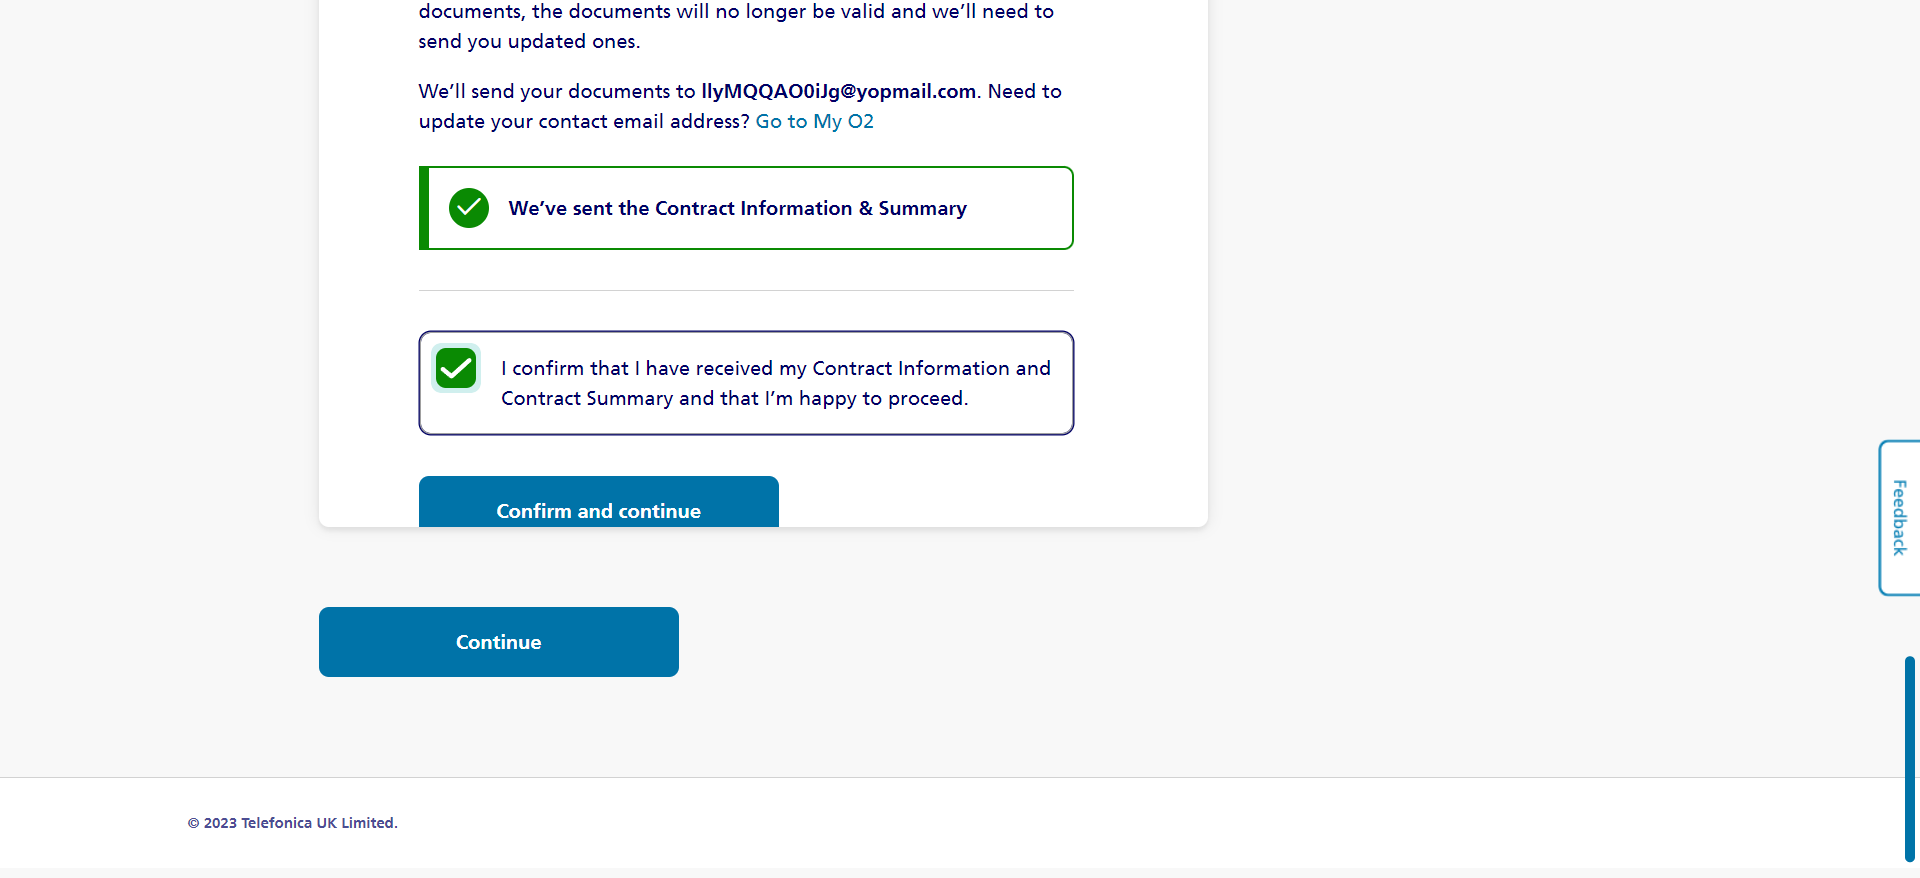 documents, the documents will no longer be valid and we’ll need to
send you updated ones.
We’ll send your documents to llyMQQAO0iJg@yopmail.com. Need to
update your contact email address? Go to My O2
We’ve sent the Contract Information & Summary
I confirm that I have received my Contract Information and
Contract Summary and that I’m happy to proceed.
Confirm and continue
Feedback
Continue
© 2023 Telefonica UK Limited.